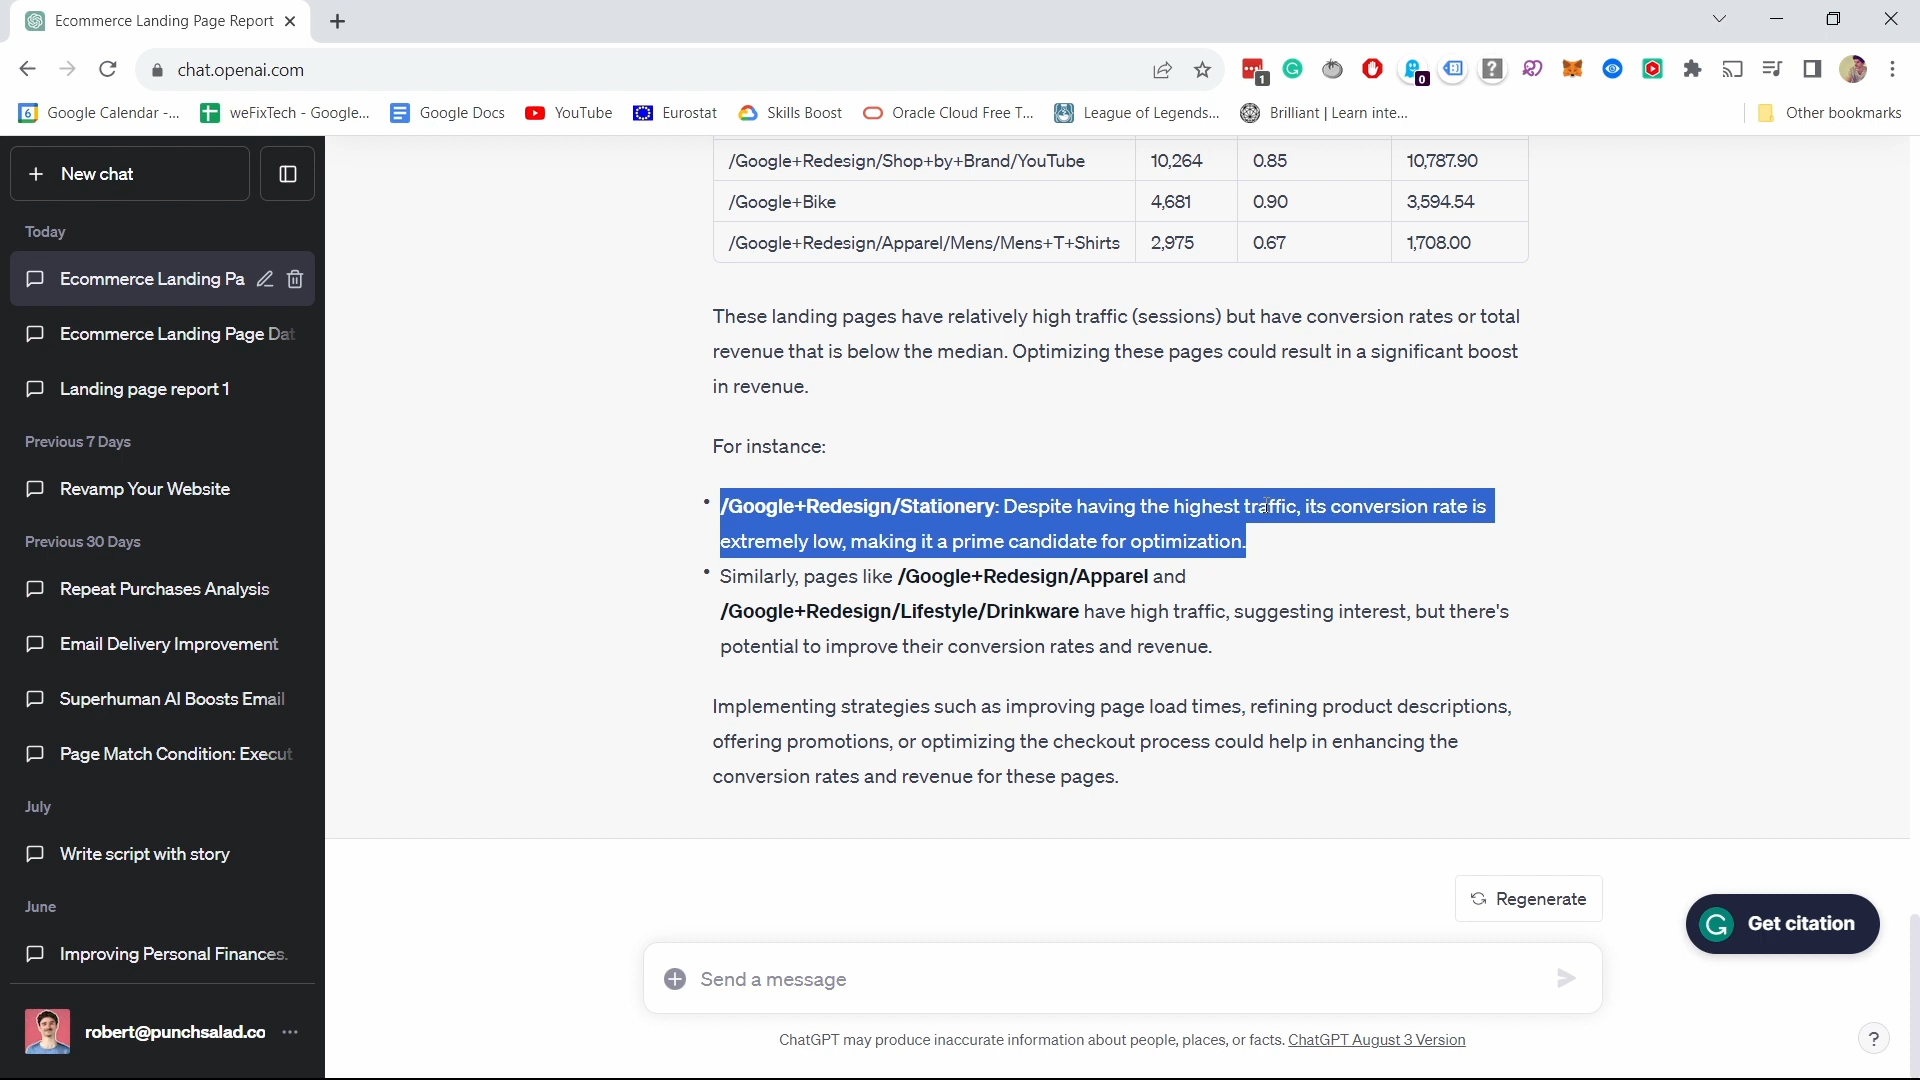 Ecommerce Landing Page Report
chat.openai.com
1
0
6 Google Calendar -...
weFixTech - Google...
Google Docs
YouTube
Eurostat
Skills Boost
Oracle Cloud Free T...
League of Legends...
Brilliant | Learn inte...
Other bookmarks
New chat
Today
Ecommerce Landing Pa
Ecommerce Landing Page Dat
Landing page report 1
Previous 7 Days
Revamp Your Website
Previous 30 Days
Repeat Purchases Analysis
Email Delivery Improvement
Superhuman AI Boosts Email
Page Match Condition: Execut
July
Write script with story
June
Improving Personal Finances.
robert@punchsalad.co ...
/Google+Redesign/Shop+by+Brand/YouTube 10,264 0.85 10,787.90
/Google+Bike 4,681 0.90 3,594.54
/Google+Redesign/Apparel/Mens/Mens+T+Shirts 2,975 0.67 1,708.00
These landing pages have relatively high traffic (sessions) but have conversion rates or total
revenue that is below the median. Optimizing these pages could result in a significant boost
in revenue.
For instance:
• /Google+Redesign/Stationery: Despite having the highest traffic, its conversion rate is
extremely low, making it a prime candidate for optimization.
• Similarly, pages like /Google+Redesign/Apparel and
/Google+Redesign/Lifestyle/Drinkware have high traffic, suggesting interest, but there's
potential to improve their conversion rates and revenue.
Implementing strategies such as improving page load times, refining product descriptions,
offering promotions, or optimizing the checkout process could help in enhancing the
conversion rates and revenue for these pages.
Regenerate
Get citation
Send a message
ChatGPT may produce inaccurate information about people, places, or facts. ChatGPT August 3 Version
?